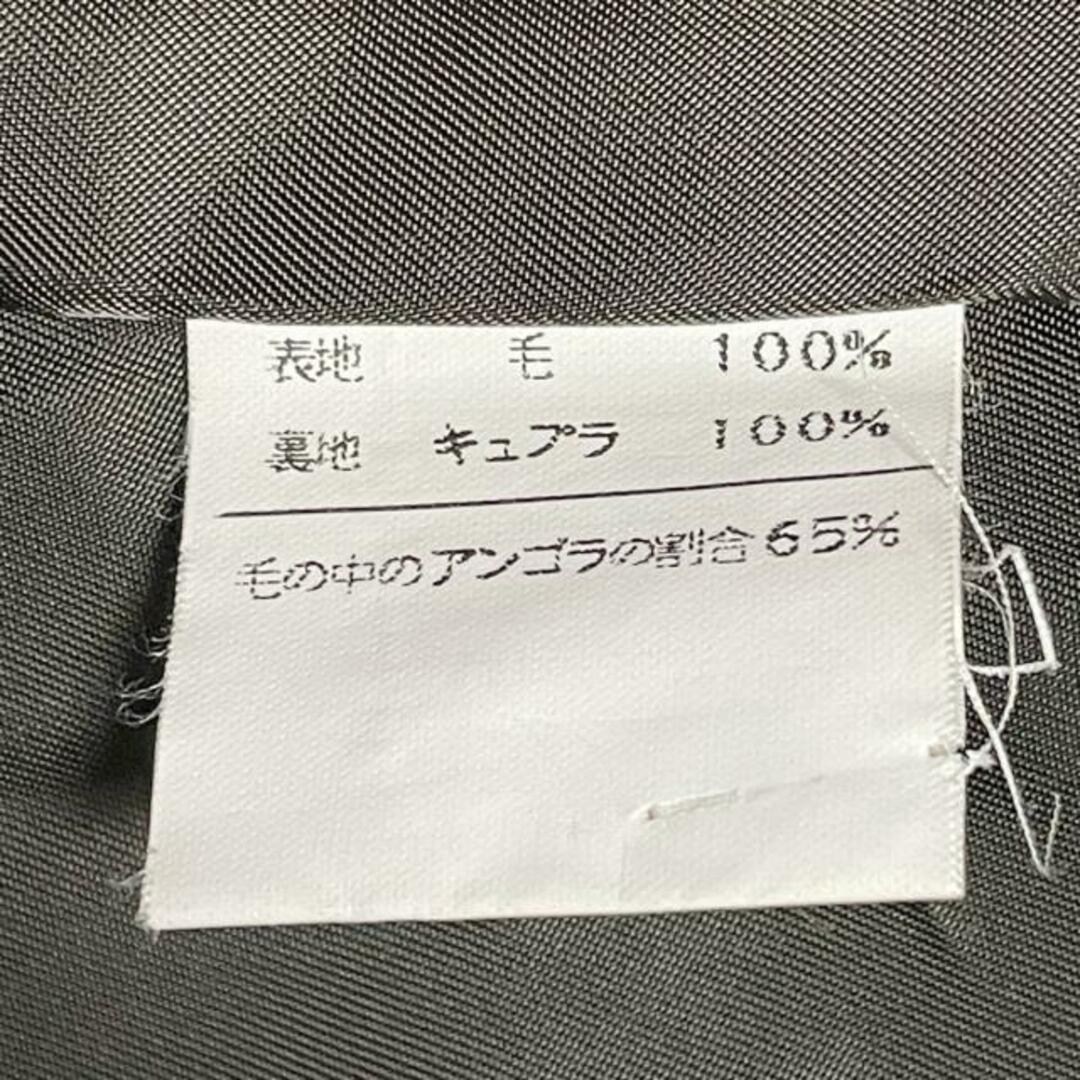 表地 毛 100%
裏地 キュプラ 100%
毛の中のアンゴラの割合65%